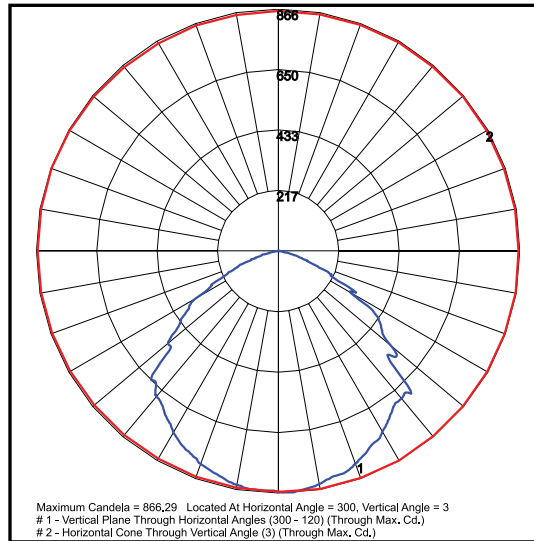 866
650
433
2
217
1
Maximum Candela = 866.29 Located At Horizontal Angle = 300, Vertical Angle = 3
# 1 - Vertical Plane Through Horizontal Angles (300 - 120) (Through Max. Cd.)
# 2 - Horizontal Cone Through Vertical Angle (3) (Through Max. Cd.)